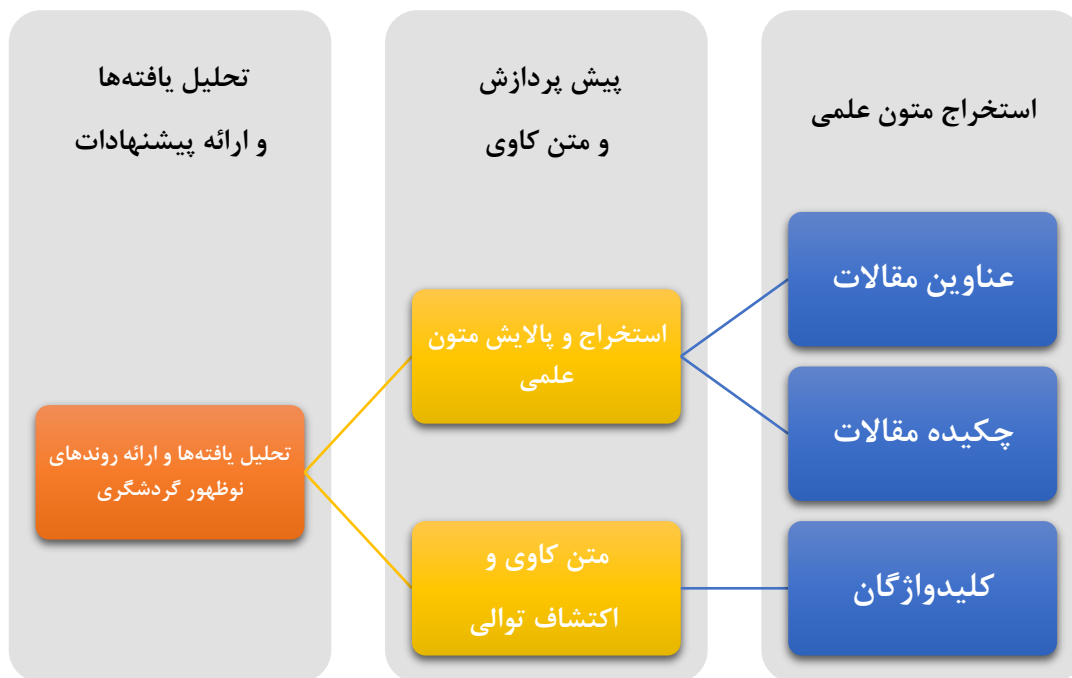 استخراج متون علمی
عناوین مقالات
چکیده مقالات
کلیدواژگان
پیش پردازش
و متن کاوی
استخراج و پالایش متون
علمی
متن کاوی و
اکتشاف توالی
تحلیل یافته‌ها
و ارائه پیشنهادات
تحلیل یافته‌ها و ارائه روندهای
نوظهور گردشگری